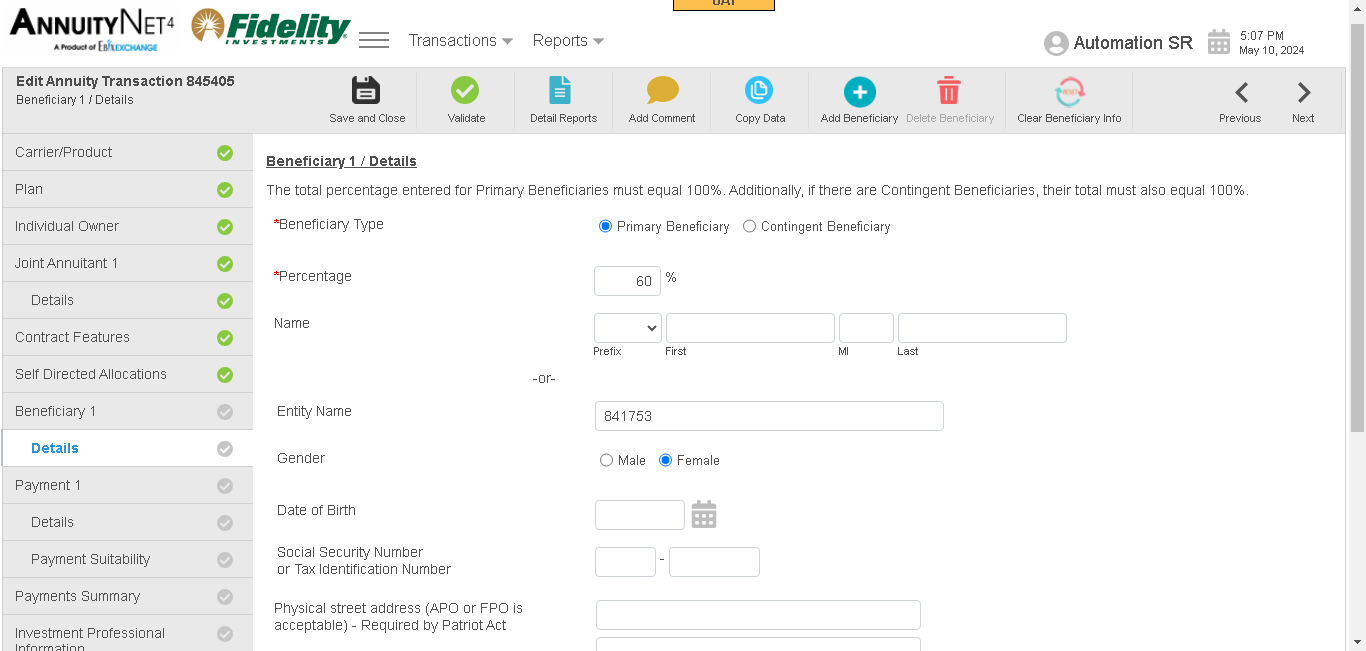 UAT
ANNUITYNET4
A Product of EbixEXCHANGE
Fidelity
INVESTMENTS
Transactions
Reports
Automation SR
5:07 PM
May 10, 2024
Edit Annuity Transaction 845405
Beneficiary 1 / Details
Save and Close
Validate
Detail Reports
Add Comment
Copy Data
Add Beneficiary
Delete Beneficiary
RESET
Clear Beneficiary Info
Previous
Next
Carrier/Product
Plan
Individual Owner
Joint Annuitant 1
Details
Contract Features
Self Directed Allocations
Beneficiary 1
Details
Payment 1
Details
Payment Suitability
Payments Summary
Investment Professional
Information
Beneficiary 1 / Details
The total percentage entered for Primary Beneficiaries must equal 100%. Additionally, if there are Contingent Beneficiaries, their total must also equal 100%.
*Beneficiary Type
Primary Beneficiary
Contingent Beneficiary
*Percentage
60 %
Name
Prefix
First
MI
Last
-or-
Entity Name
841753
Gender
Male
Female
Date of Birth
Social Security Number
or Tax Identification Number
-
Physical street address (APO or FPO is
acceptable) - Required by Patriot Act